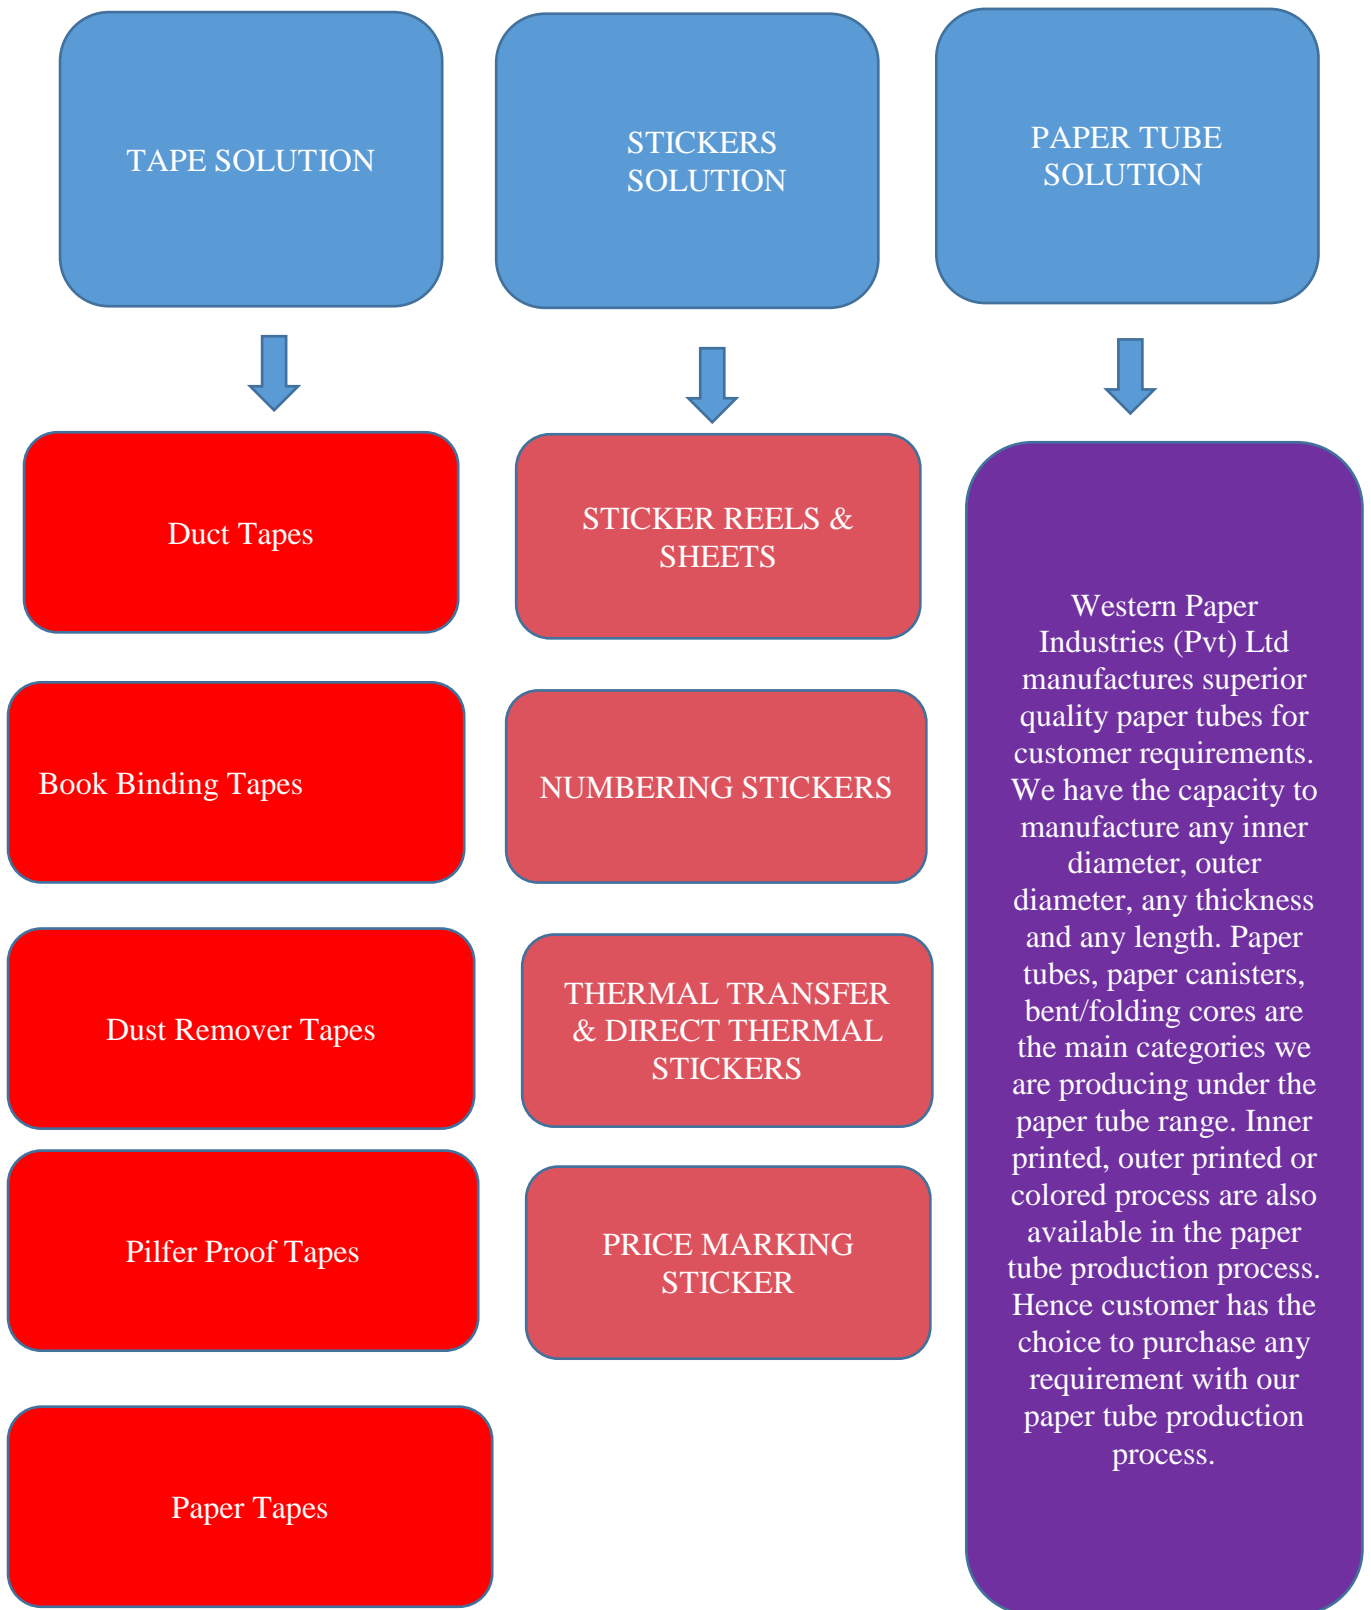 TAPE SOLUTION
STICKERS
SOLUTION
PAPER TUBE
SOLUTION
Duct Tapes
Book Binding Tapes
Dust Remover Tapes
Pilfer Proof Tapes
Paper Tapes
STICKER REELS &
SHEETS
NUMBERING STICKERS
THERMAL TRANSFER
& DIRECT THERMAL
STICKERS
PRICE MARKING
STICKER
Western Paper
Industries (Pvt) Ltd
manufactures superior
quality paper tubes for
customer requirements.
We have the capacity to
manufacture any inner
diameter, outer
diameter, any thickness
and any length. Paper
tubes, paper canisters,
bent/folding cores are
the main categories we
are producing under the
paper tube range. Inner
printed, outer printed or
colored process are also
available in the paper
tube production process.
Hence customer has the
choice to purchase any
requirement with our
paper tube production
process.